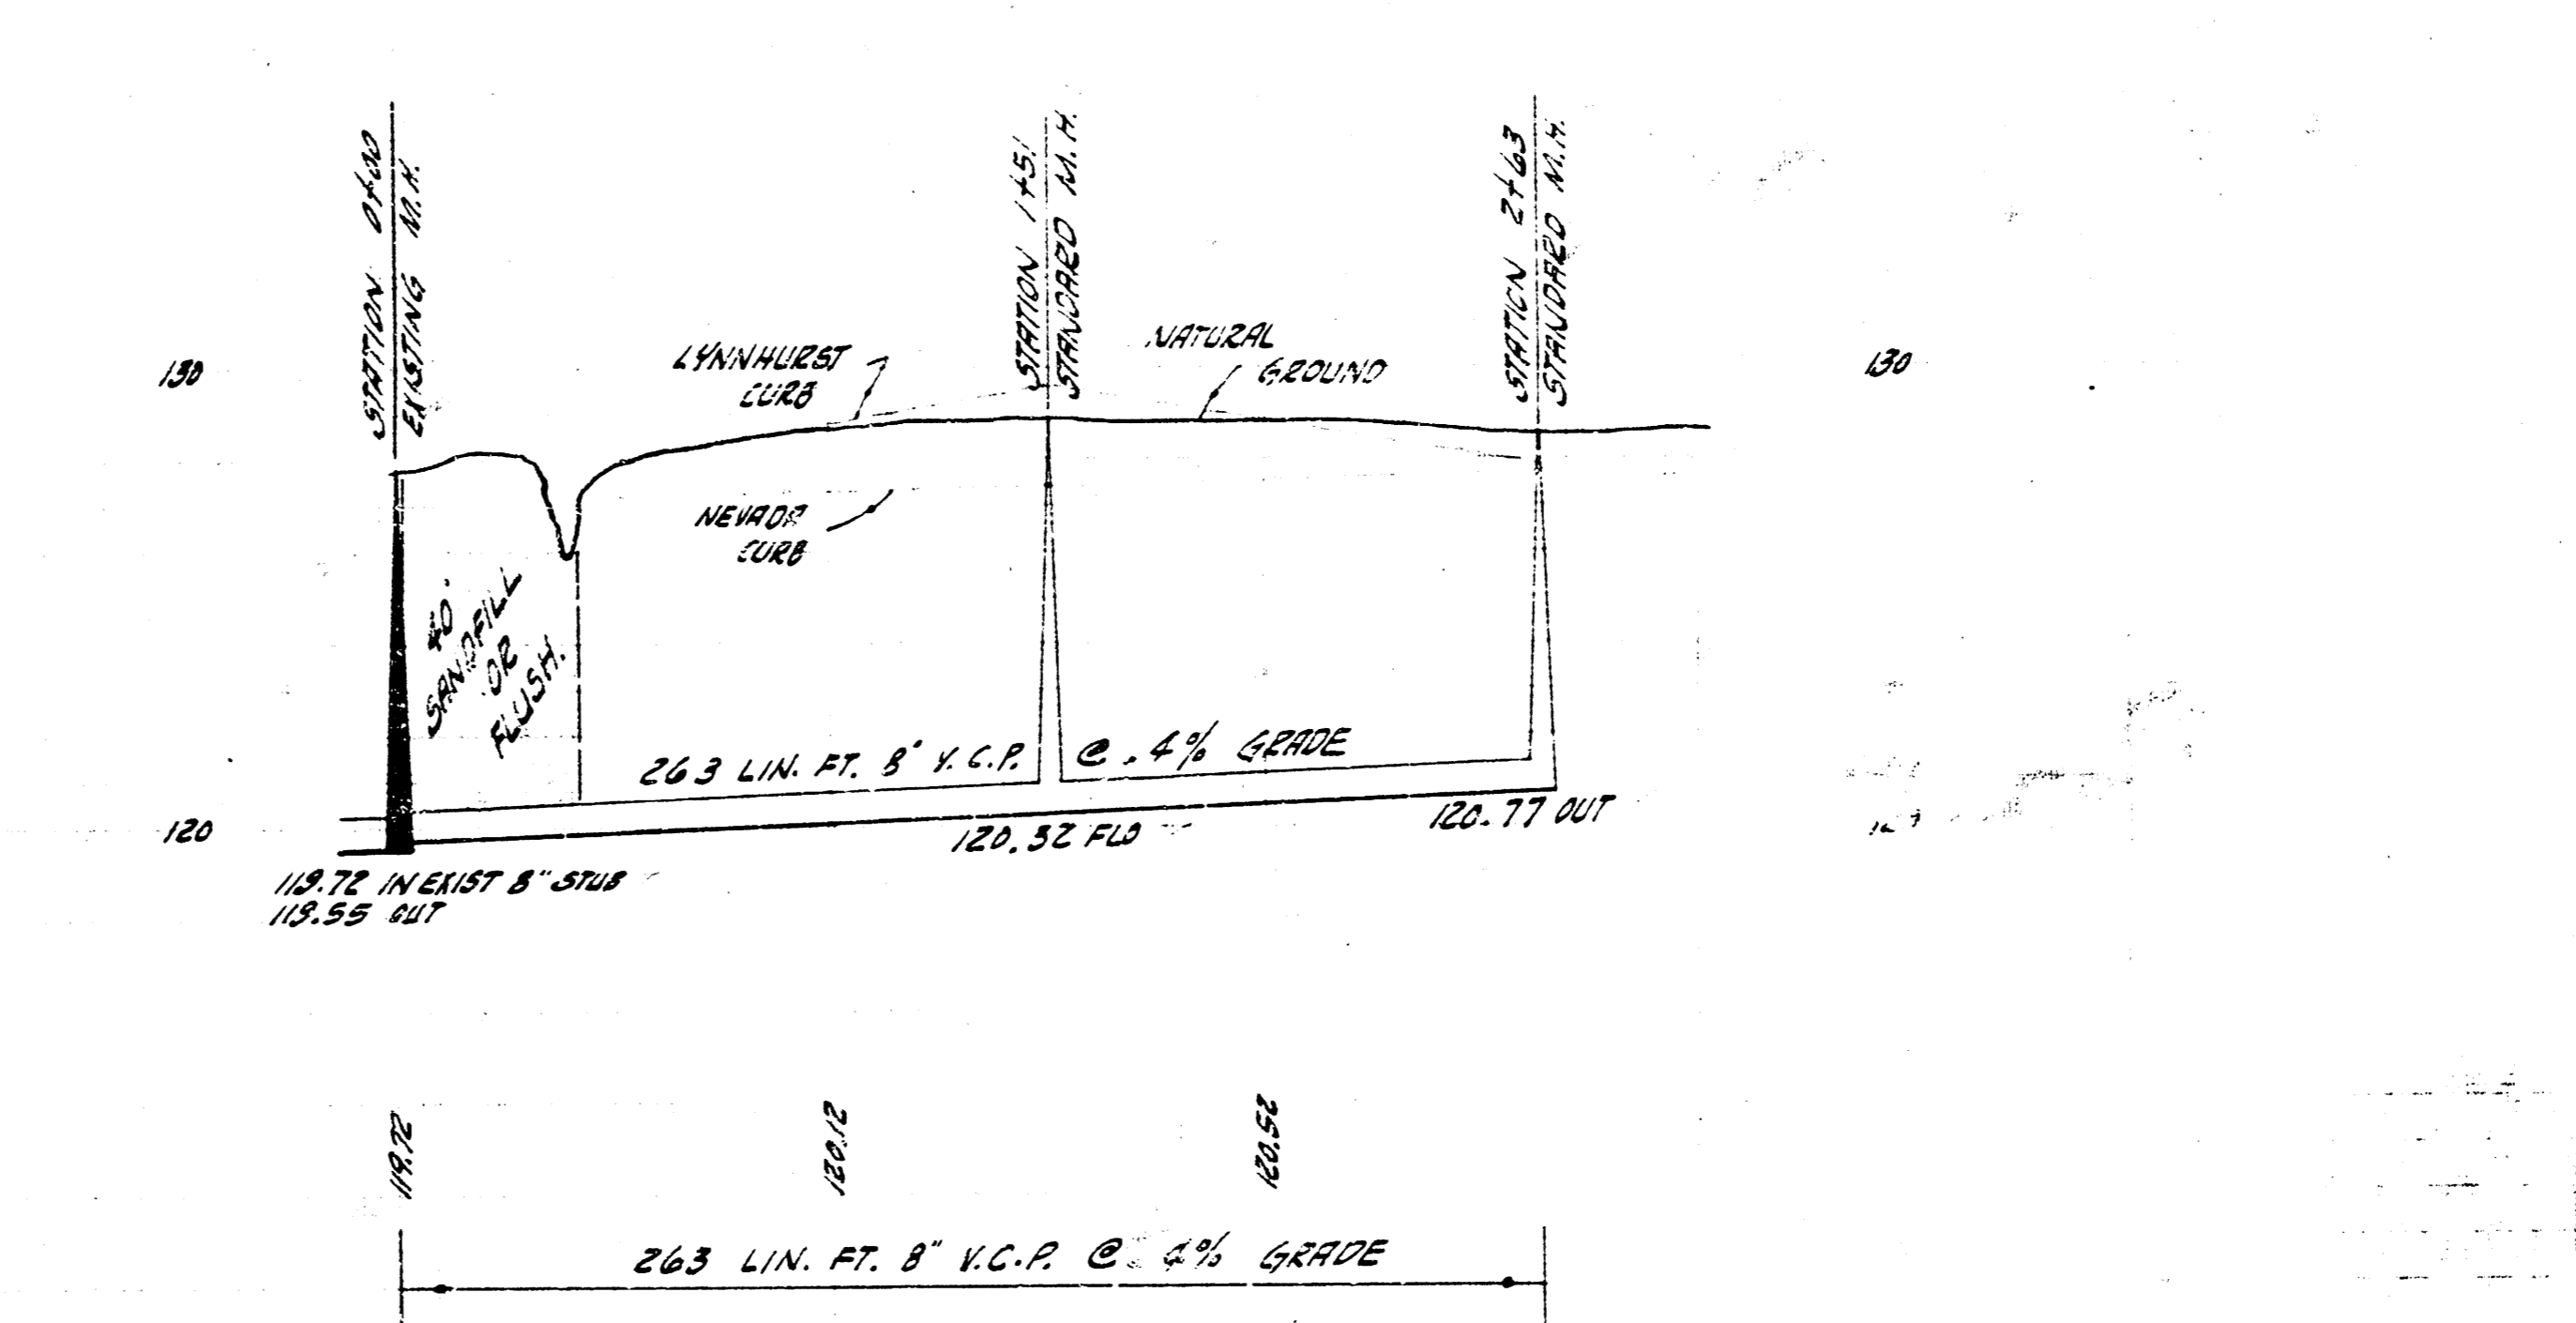 STATION 0+00
EXISTING M.H.
STATION 1+51
STANDARD M.H.
STATION 2+63
STANDARD M.H.
130
LYNNHURST
CURB
NATURAL
GROUND
130
NEVADA
CURB
40'
SANDFILL
OR
FLUSH.
263 LIN. FT. 8" V.C.P. @ .4% GRADE
120
120.32 FLO
120.77 OUT
119.72 IN EXIST 8" STUB
119.55 OUT
119.72
120.12
120.52
263 LIN. FT. 8" V.C.P. @ .4% GRADE